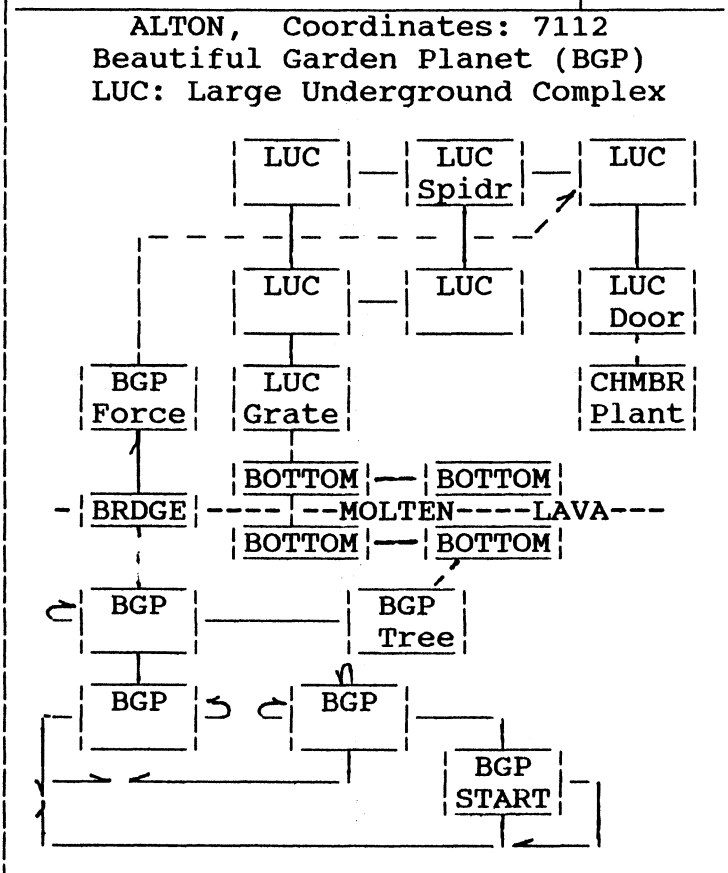 ALTON, Coordinates: 7112
Beautiful Garden Planet (BGP)
LUC: Large Underground Complex
LUC LUC LUC
Spidr
LUC LUC LUC
Door
BGP LUC CHMBR
Force Grate Plant
BOTTOM BOTTOM
BRDGE MOLTEN LAVA
BOTTOM BOTTOM
BGP BGP
Tree
BGP BGP
BGP
START